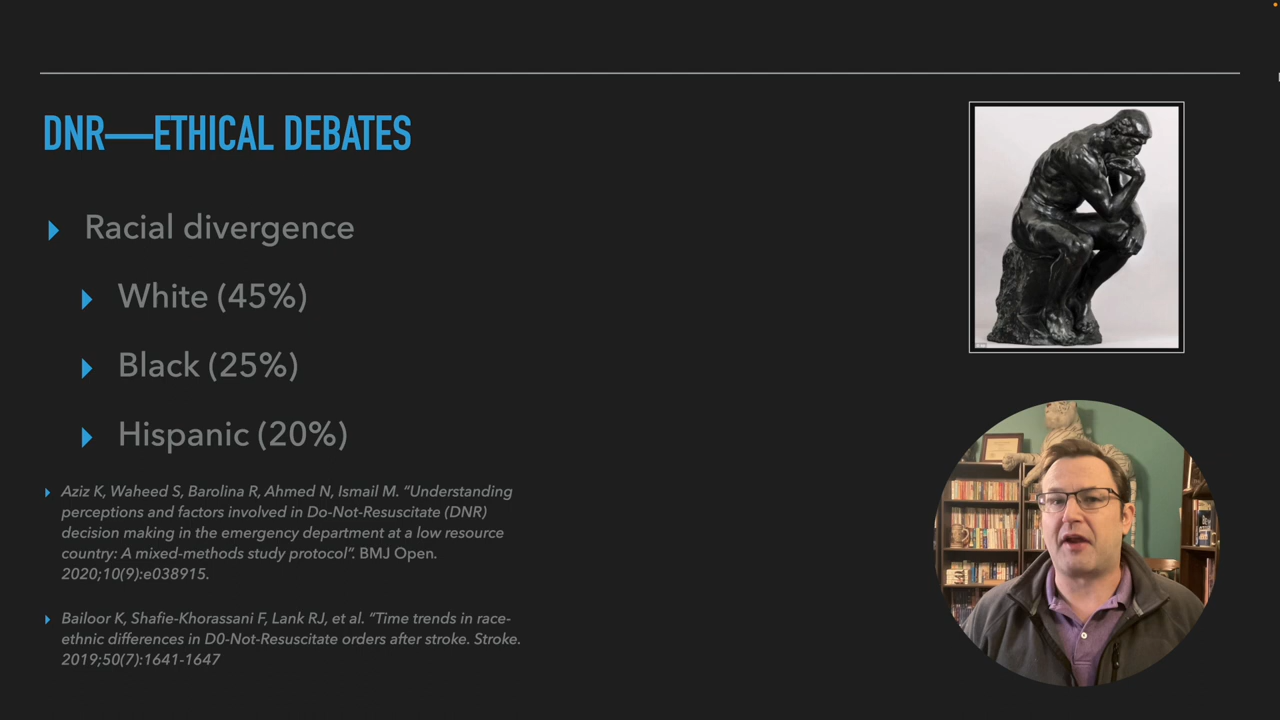 DNR—ETHICAL DEBATES
Racial divergence
White (45%)
Black (25%)
Hispanic (20%)
Aziz K, Waheed S, Barolina R, Ahmed N, Ismail M. “Understanding
perceptions and factors involved in Do-Not-Resuscitate (DNR)
decision making in the emergency department at a low resource
country: A mixed-methods study protocol”. BMJ Open.
2020;10(9):e038915.
Bailoor K, Shafie-Khorassani F, Lank RJ, et al. “Time trends in race-
ethnic differences in D0-Not-Resuscitate orders after stroke. Stroke.
2019;50(7):1641-1647